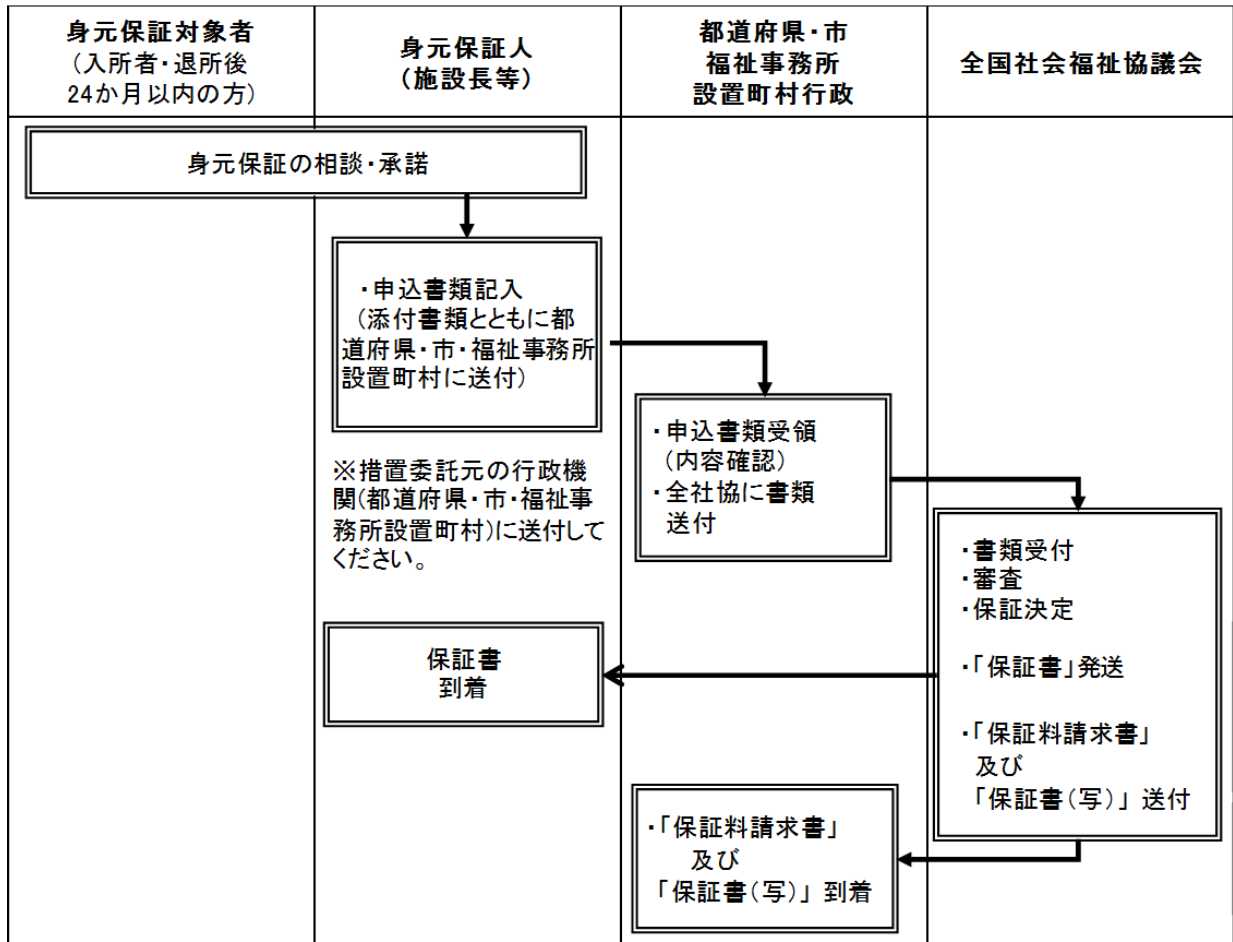 身元保証対象者
（入所者・退所後
24か月以内の方）
身元保証人
（施設長等）
都道府県・市
福祉事務所
設置町村行政
全国社会福祉協議会
身元保証の相談・承諾
・申込書類記入
（添付書類とともに都
道府県・市・福祉事務所
設置町村に送付）
※措置委託元の行政機
関（都道府県・市・福祉事
務所設置町村）に送付して
ください。
・申込書類受領
（内容確認）
・全社協に書類
送付
・書類受付
・審査
・保証決定
・「保証書」発送
・「保証料請求書」
及び
「保証書（写）」 送付
保証書
到着
・「保証料請求書」
及び
「保証書（写）」 到着